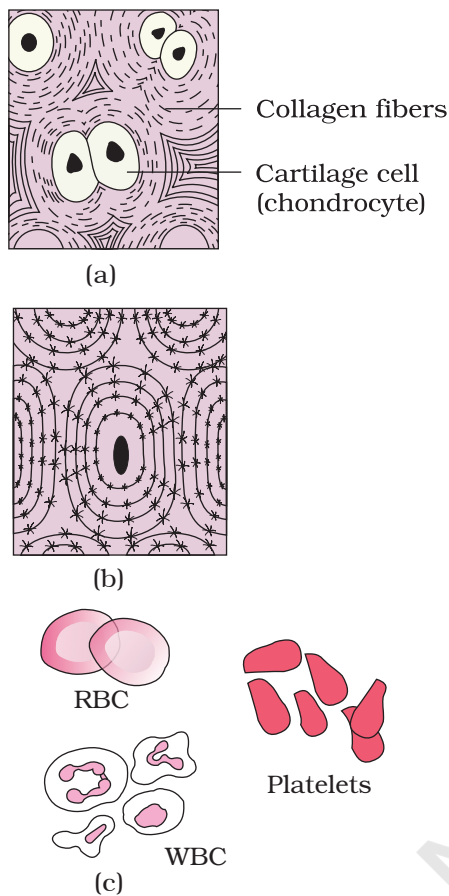 Collagen fibers
Cartilage cell
(chondrocyte)
(a)
(b)
RBC
Platelets
WBC
(c)